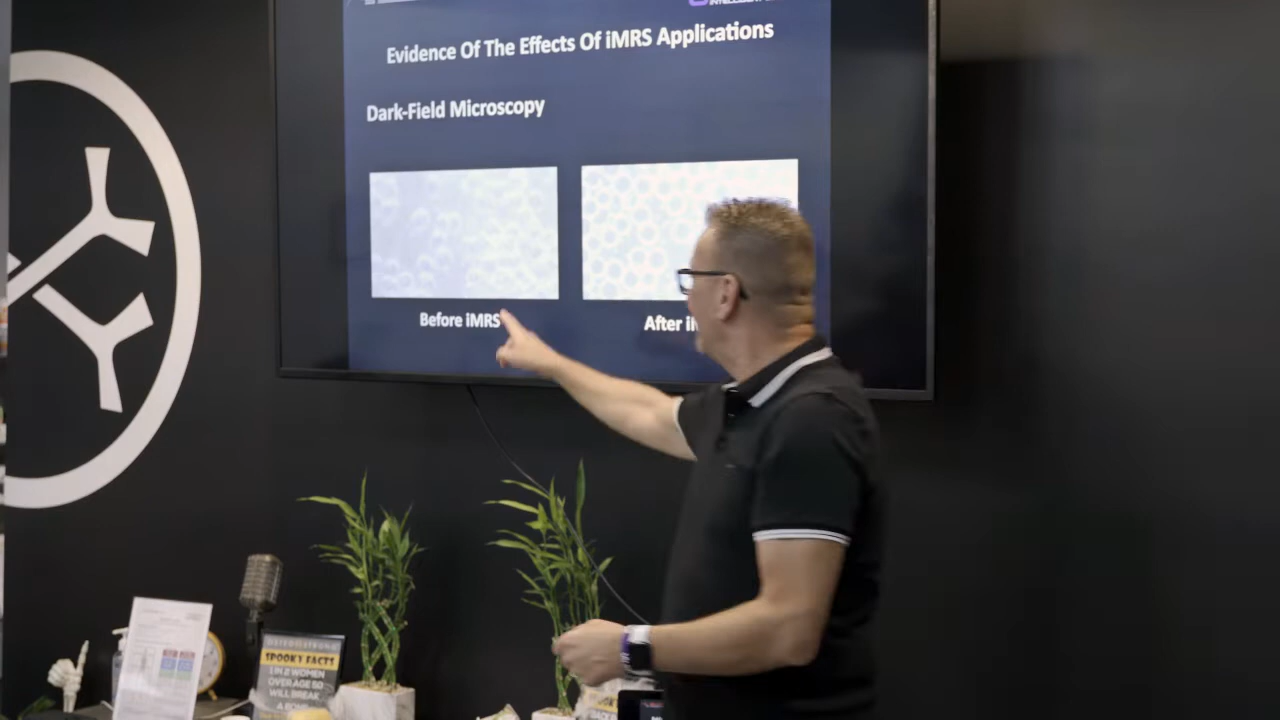 Evidence Of The Effects Of iMRS Applications
Dark-Field Microscopy
Before iMRS
After
SPOOKY FACTS
1 IN 2 WOMEN
OVER AGE 50
WILL BREAK
A BONE